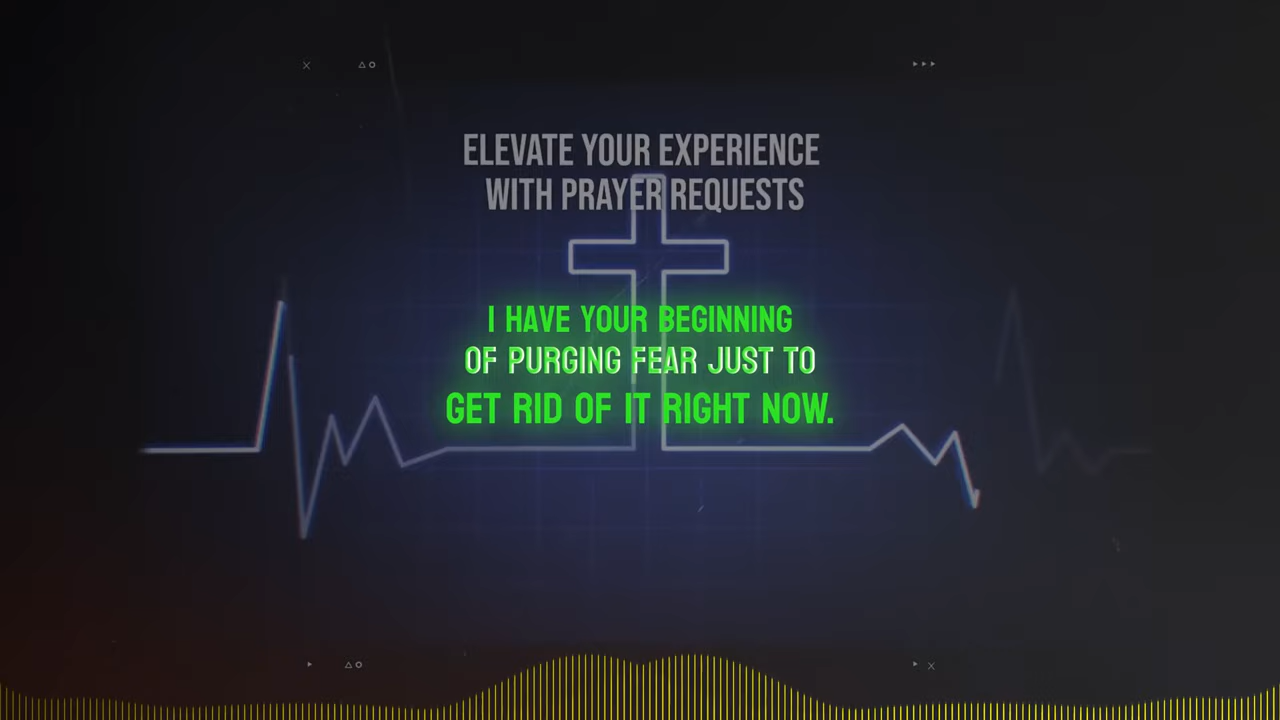 ELEVATE YOUR EXPERIENCE
WITH PRAYER REQUESTS
I HAVE YOUR BEGINNING
OF PURGING FEAR JUST TO
GET RID OF IT RIGHT NOW.